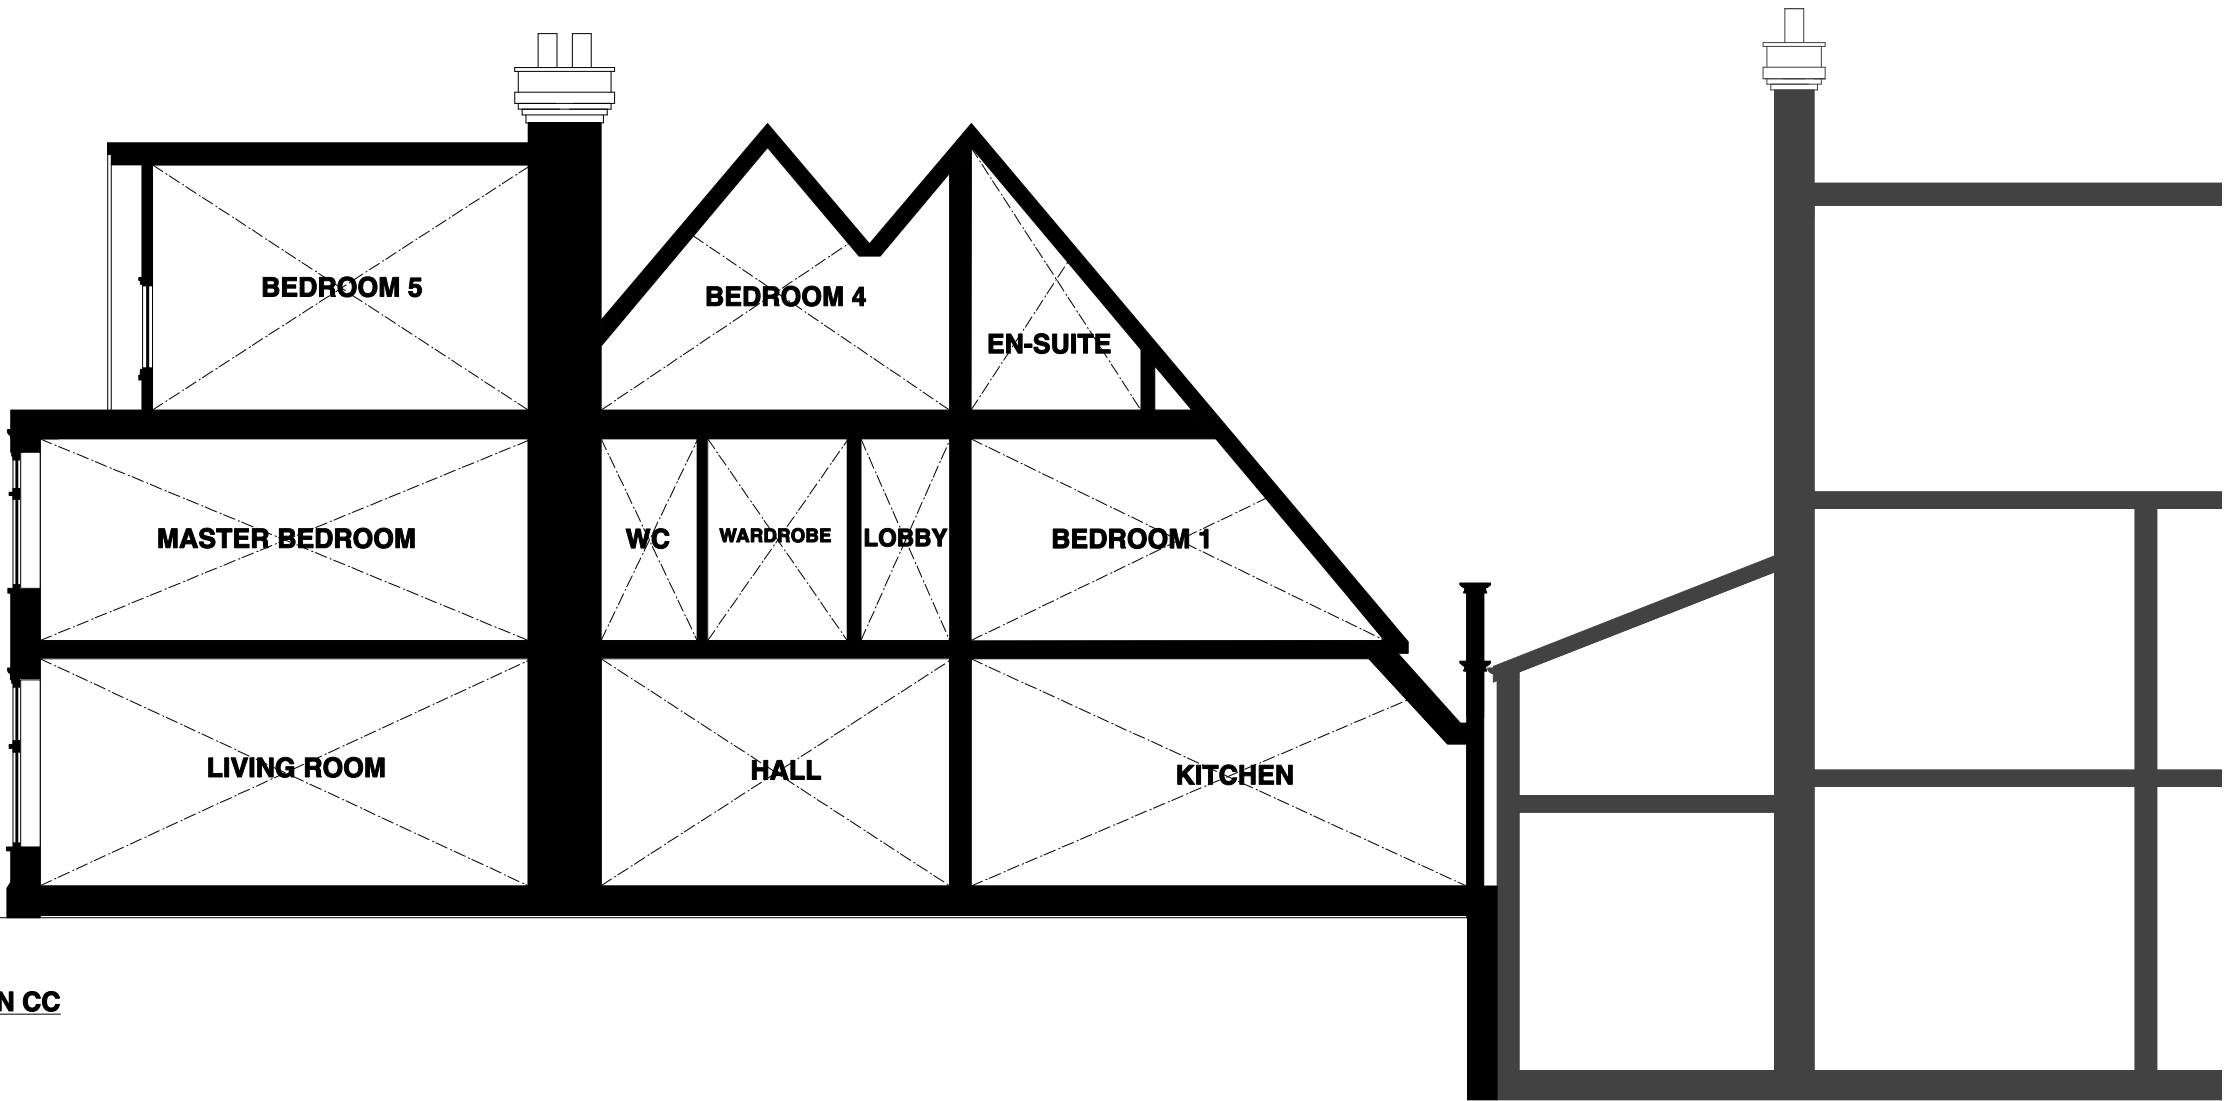 BEDROOM 5
BEDROOM 4
EN-SUITE
MASTER BEDROOM
WC
WARDROBE
LOBBY
BEDROOM 1
LIVING ROOM
HALL
KITCHEN
N CC